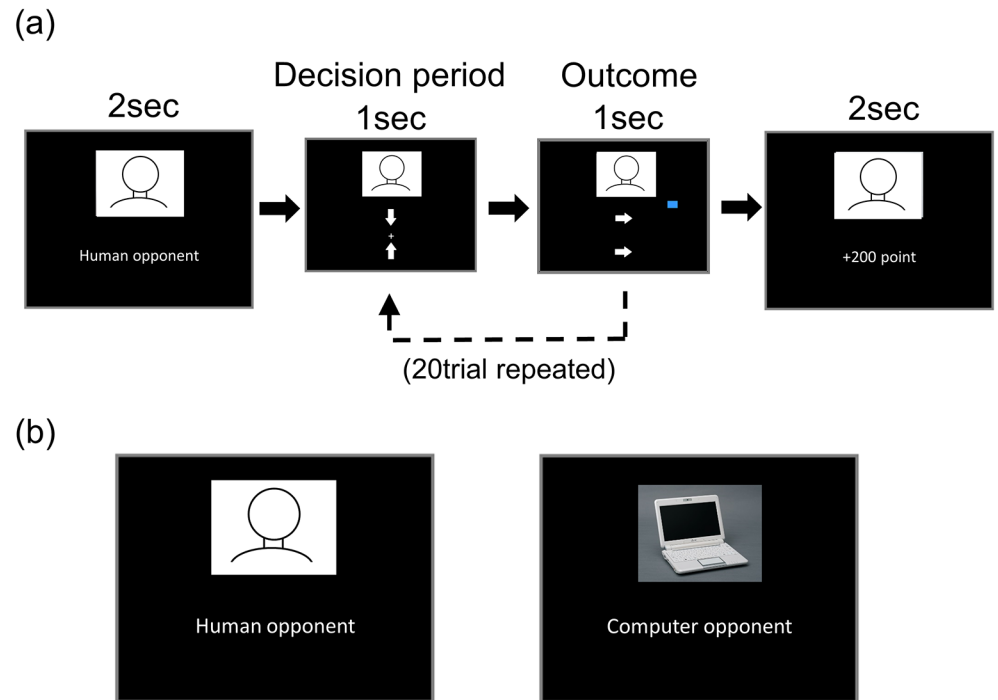 (a)
Decision period
Outcome
2sec
1sec
1sec
2sec
Human opponent
+
+200 point
(20trial repeated)
(b)
Human opponent
Computer opponent